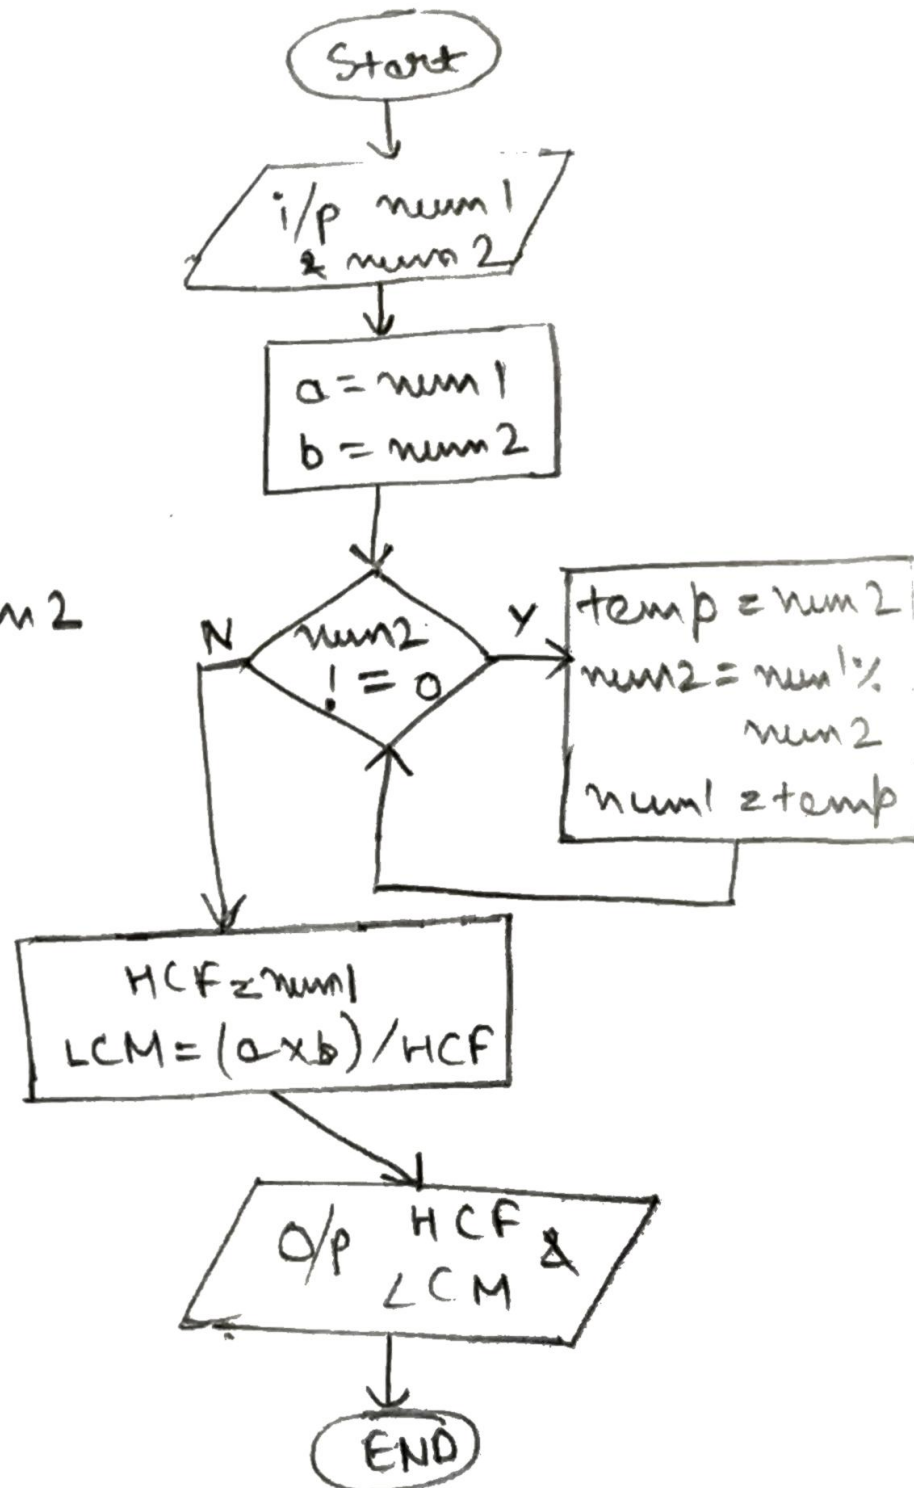 Start
i/p num1
& num2
a = num1
b = num2
num2
!= 0
N
Y
temp = num2
num2 = num1%
num2
num1 = temp
HCF = num1
LCM = (a×b)/HCF
O/p HCF &
LCM
END